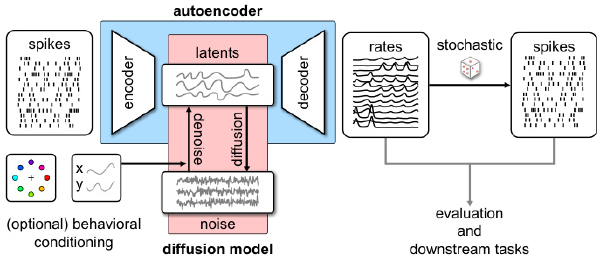 autoencoder
spikes
latents
rates
stochastic
spikes
encoder
decoder
denoise
diffusion
x
y
(optional) behavioral
conditioning
noise
diffusion model
evaluation
and
downstream tasks